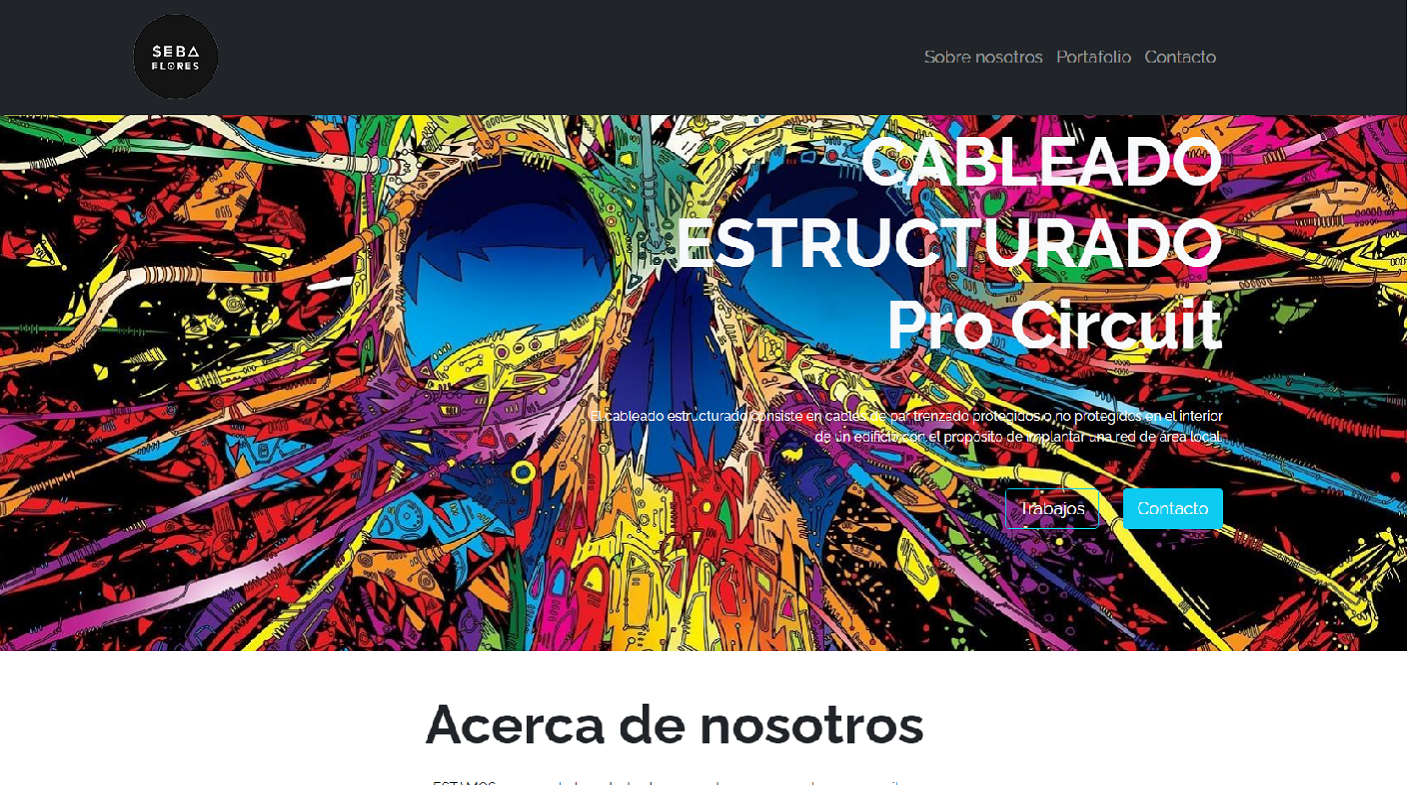 SEBA
FLORES
Sobre nosotros Portafolio Contacto
CABLEADO
ESTRUCTURADO
Pro Circuit
El cableado estructurado consiste en cables de par trenzado protegidos o no protegidos en el interior
de un edificio con el propósito de implantar una red de área local.
Trabajos Contacto
Acerca de nosotros
ESTAMOS